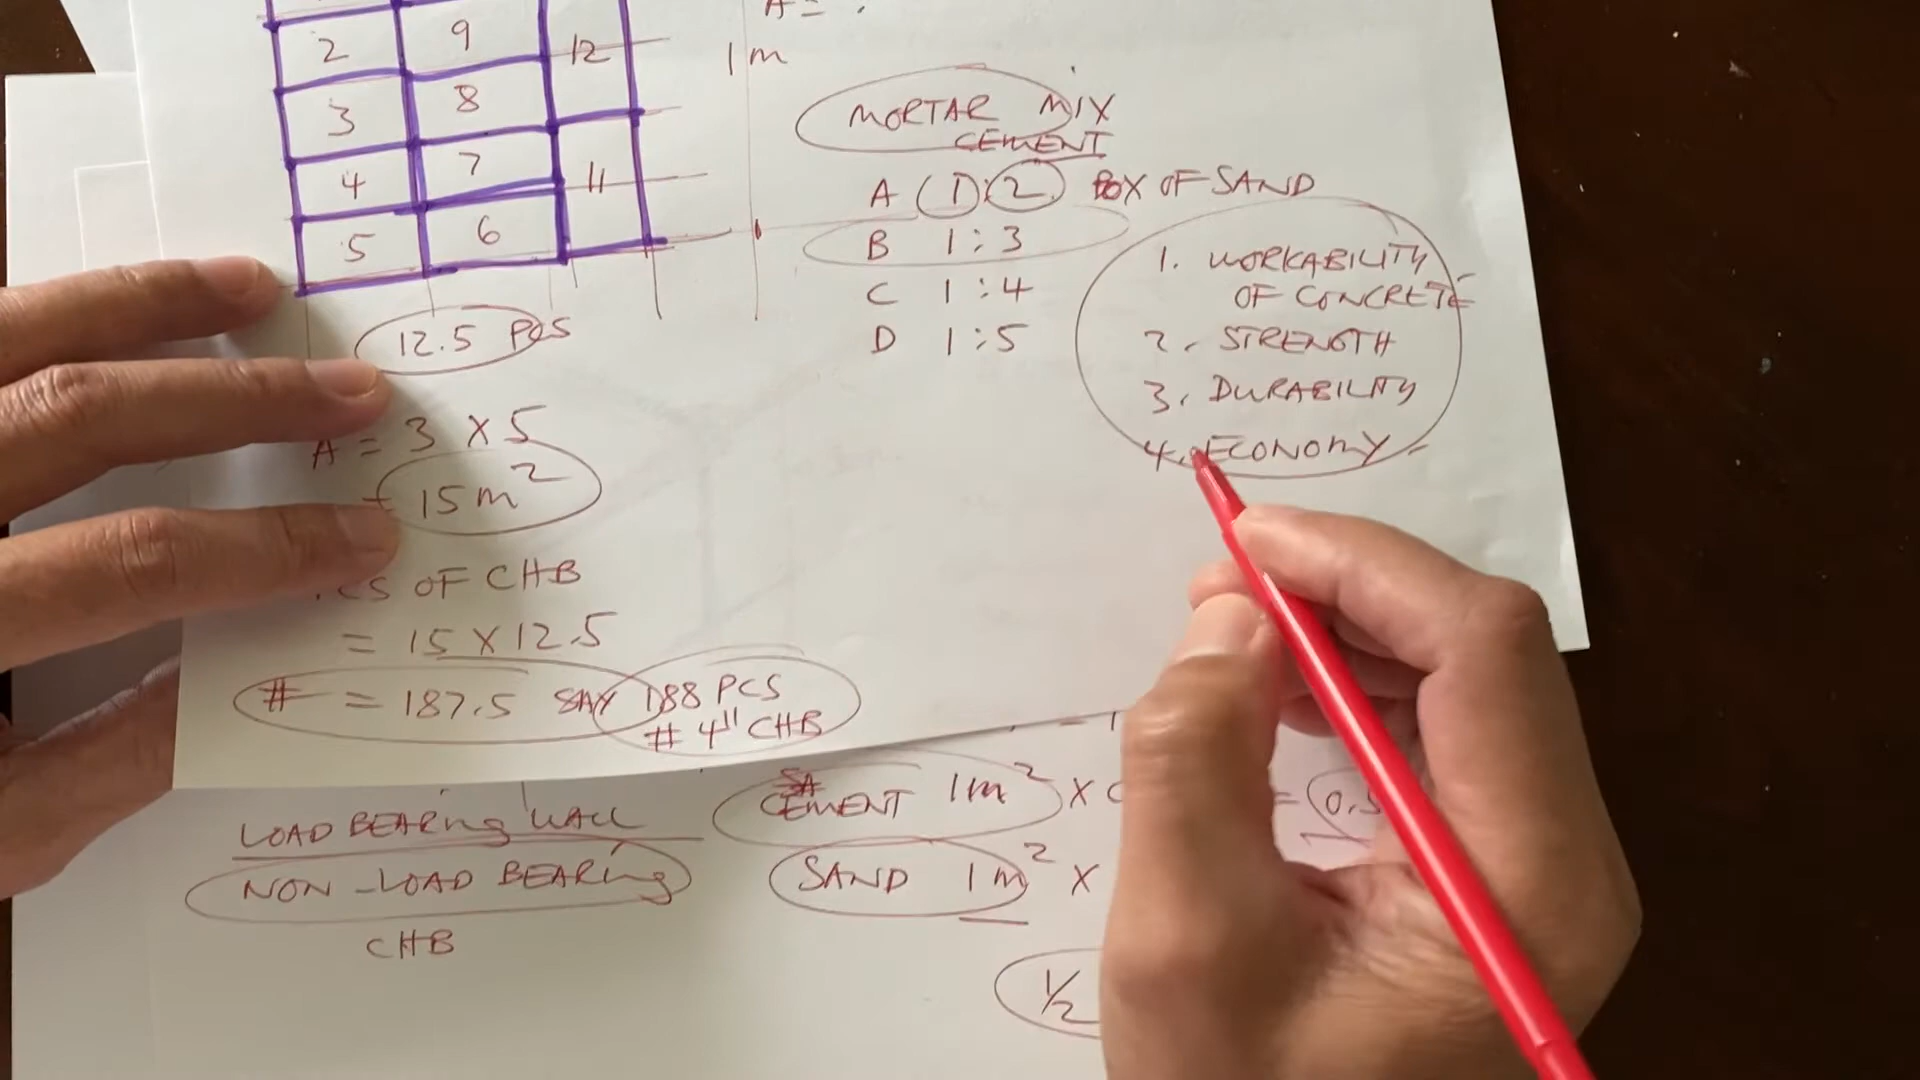 2
9
12
3
8
4
7
11
5
6
A = ?
1 m
12.5 PCS
A = 3 X 5
15 m²
OF CHB
= 15 X 12.5
# = 187.5 SAY 188 PCS
# 4" CHB
MORTAR MIX
CEMENT
A 1:2 BOX OF SAND
B 1:3
C 1:4
D 1:5
1. WORKABILITY
OF CONCRETE
2. STRENGTH
3. DURABILITY
4. ECONOMY
LOAD BEARING WALL
NON-LOAD BEARING
CHB
CEMENT 1m² X
SAND 1m² X
1/2